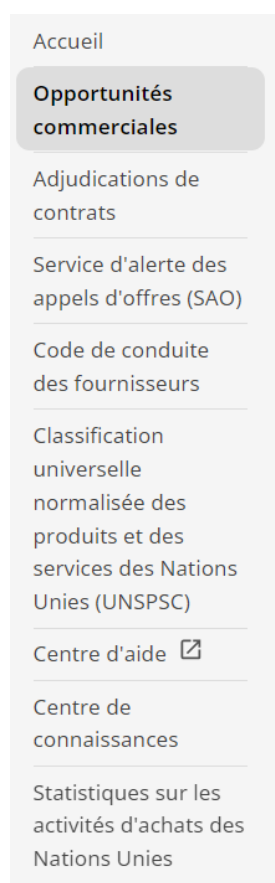 Accueil
Opportunités
commerciales
Adjudications de
contrats
Service d'alerte des
appels d'offres (SAO)
Code de conduite
des fournisseurs
Classification
universelle
normalisée des
produits et des
services des Nations
Unies (UNSPSC)
Centre d'aide
Centre de
connaissances
Statistiques sur les
activités d'achats des
Nations Unies